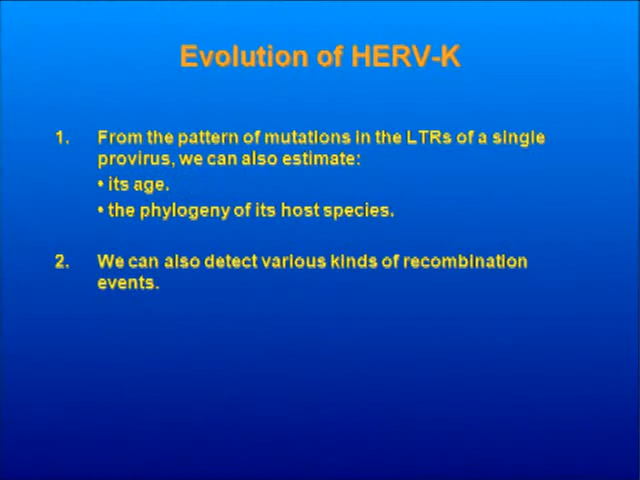 Evolution of HERV-K
1. From the pattern of mutations in the LTRs of a single
provirus, we can also estimate:
• its age.
• the phylogeny of its host species.
2. We can also detect various kinds of recombination
events.